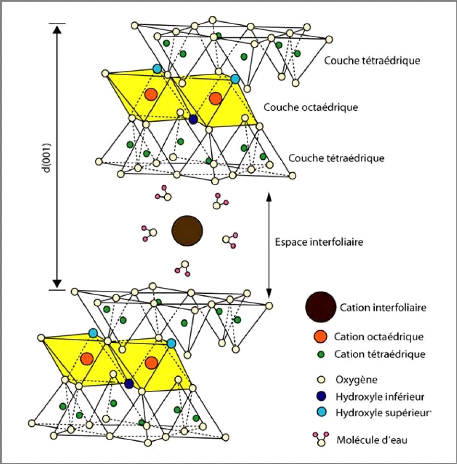 Couche tétraédrique
Couche octaédrique
Couche tétraédrique
d(001)
Espace interfoliaire
Cation interfoliaire
Cation octaédrique
Cation tétraédrique
Oxygène
Hydroxyle inférieur
Hydroxyle supérieur
Molécule d'eau